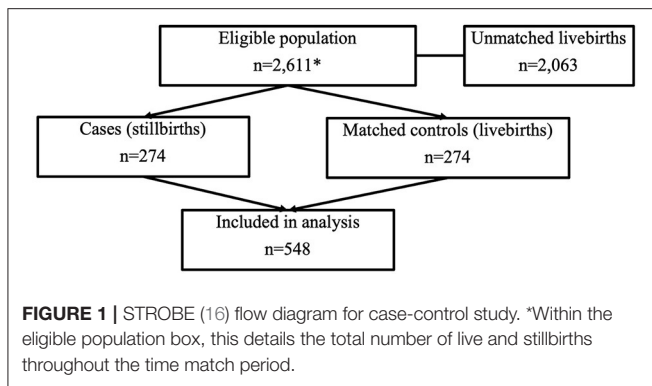 Eligible population
n=2,611*
Unmatched livebirths
n=2,063
Cases (stillbirths)
n=274
Matched controls (livebirths)
n=274
Included in analysis
n=548
FIGURE 1 | STROBE (16) flow diagram for case-control study. *Within the
eligible population box, this details the total number of live and stillbirths
throughout the time match period.